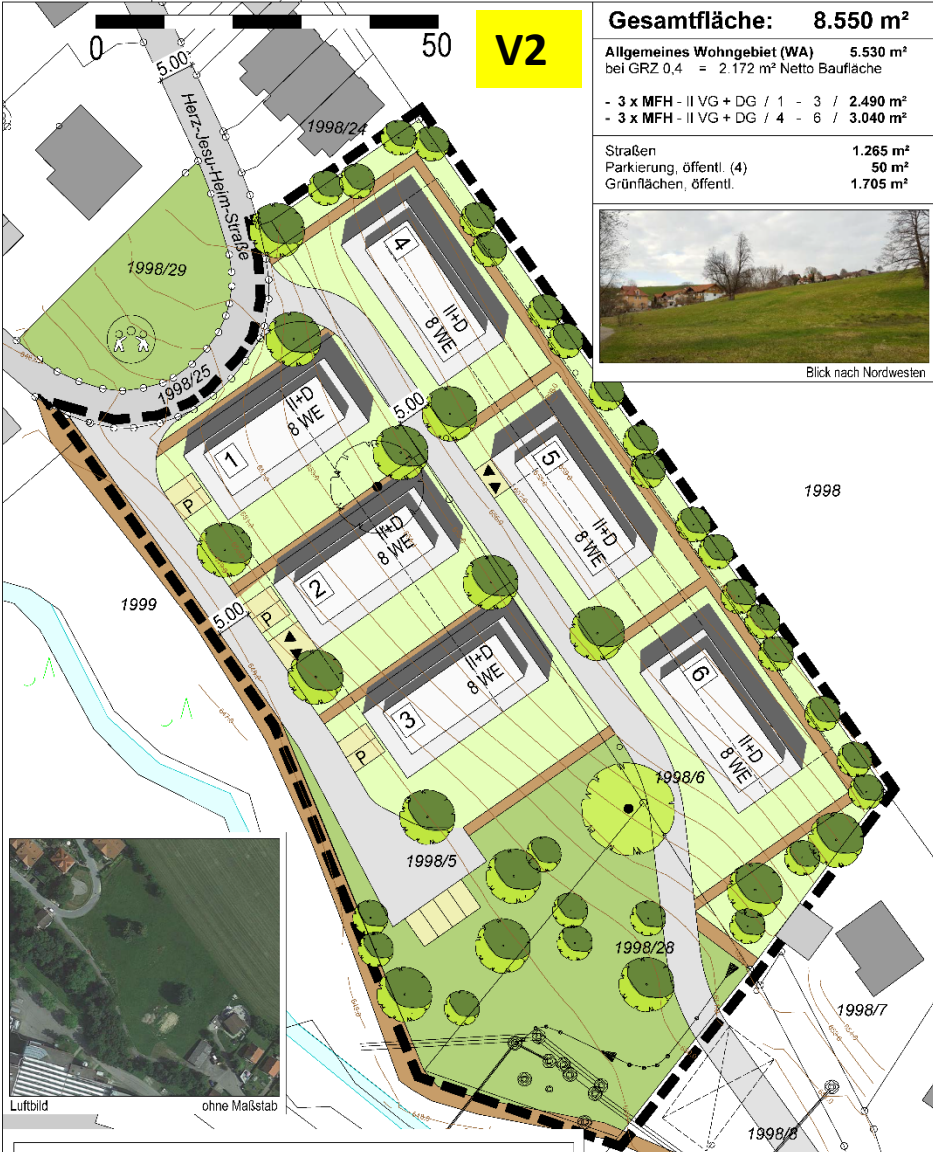 0
50
V2
Gesamtfläche: 8.550 m²
Allgemeines Wohngebiet (WA) 5.530 m²
bei GRZ 0,4 = 2.172 m² Netto Baufläche
- 3 x MFH - II VG + DG / 1 - 3 / 2.490 m²
- 3 x MFH - II VG + DG / 4 - 6 / 3.040 m²
Straßen 1.265 m²
Parkierung, öffentl. (4) 50 m²
Grünflächen, öffentl. 1.705 m²
Blick nach Nordwesten
5.00
Herz-Jesu-Heim-Straße
1998/24
1998/29
1998/25
4
II+D
8 WE
5.00
1
II+D
8 WE
P
5
II+D
8 WE
1998
2
II+D
8 WE
P
1999
5.00
3
II+D
8 WE
P
6
II+D
8 WE
1998/6
1998/5
1998/28
1998/7
1998/8
Luftbild
ohne Maßstab